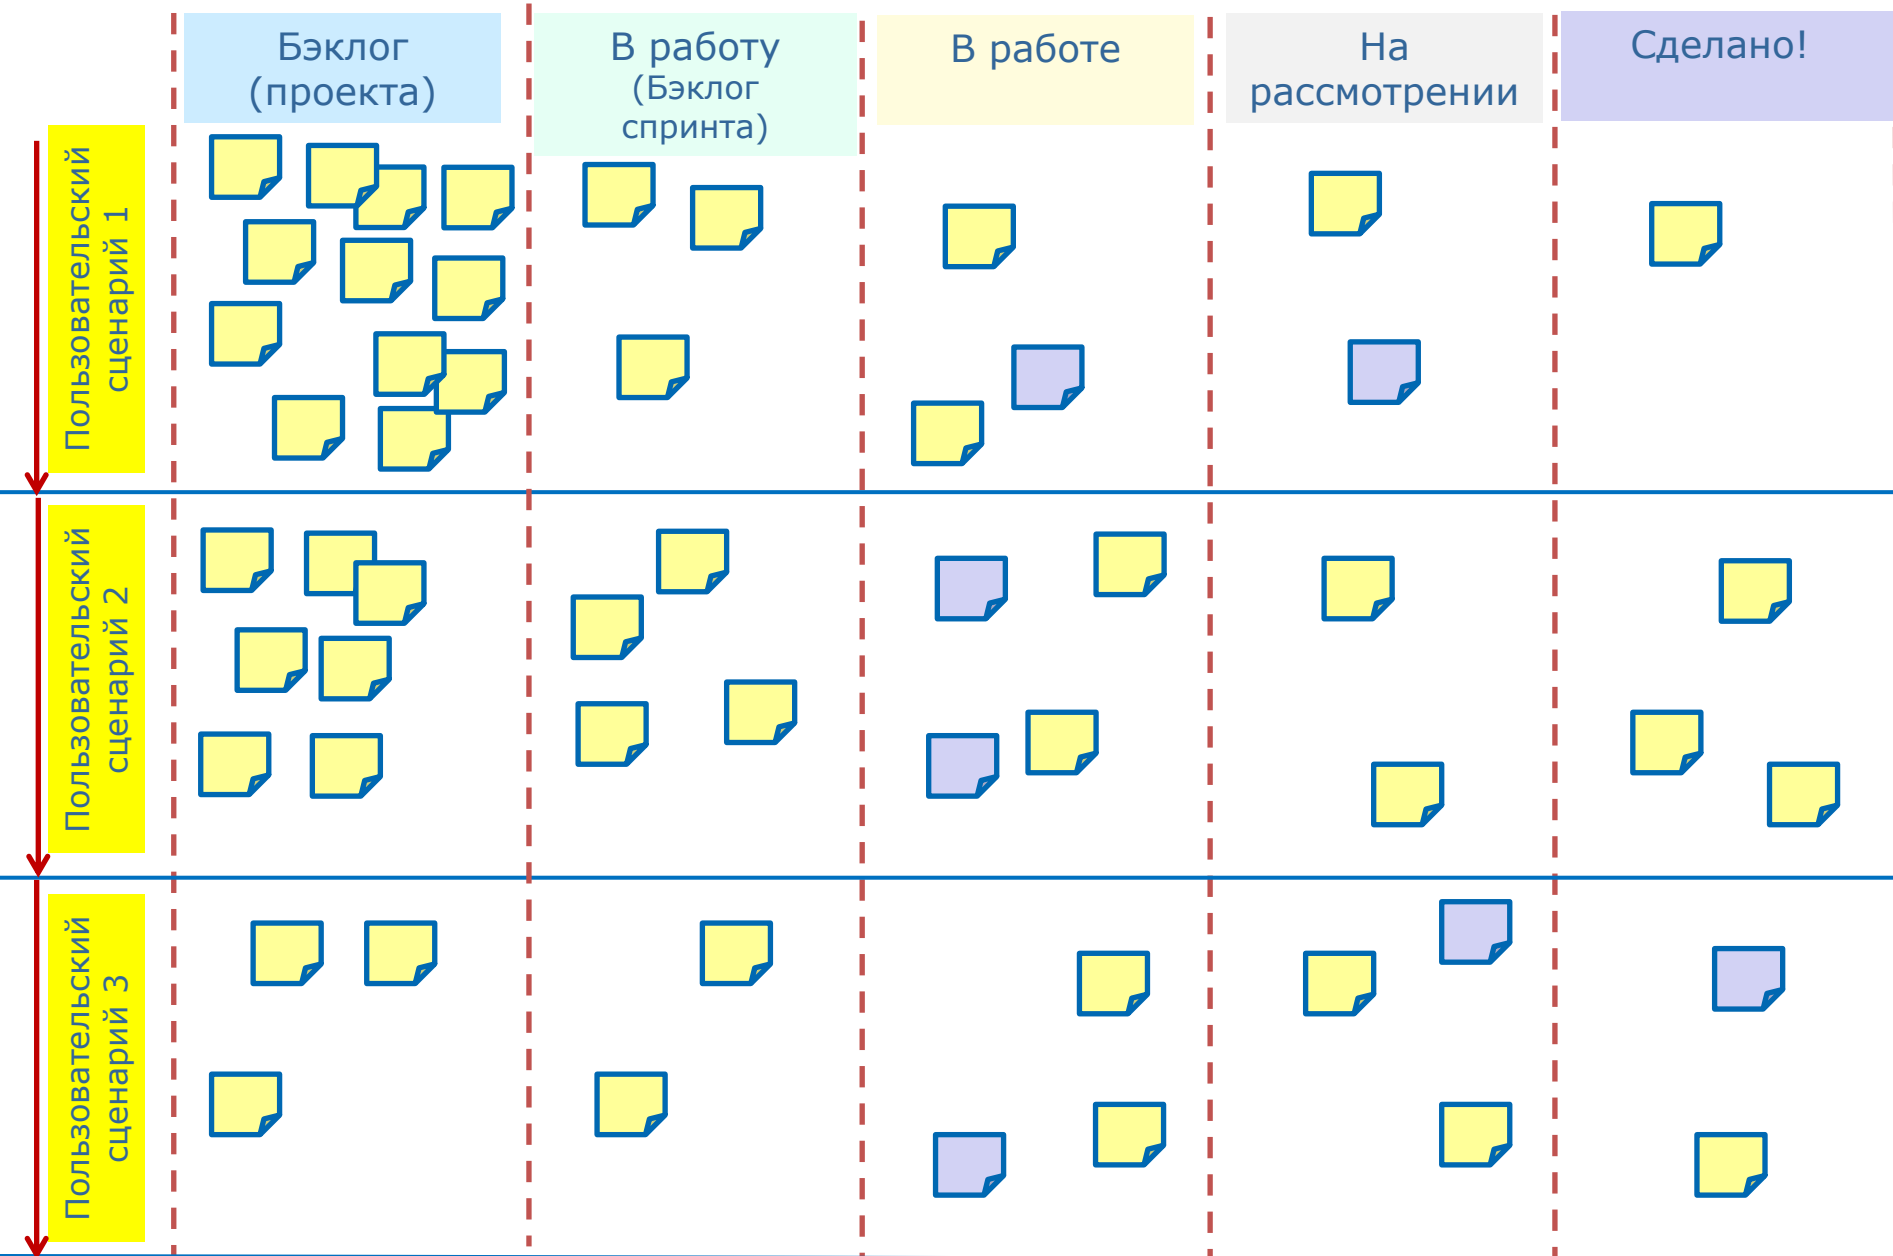 Бэклог
(проекта)
В работу
(Бэклог
спринта)
В работе
На
рассмотрении
Сделано!
Пользовательский
сценарий 1
Пользовательский
сценарий 2
Пользовательский
сценарий 3